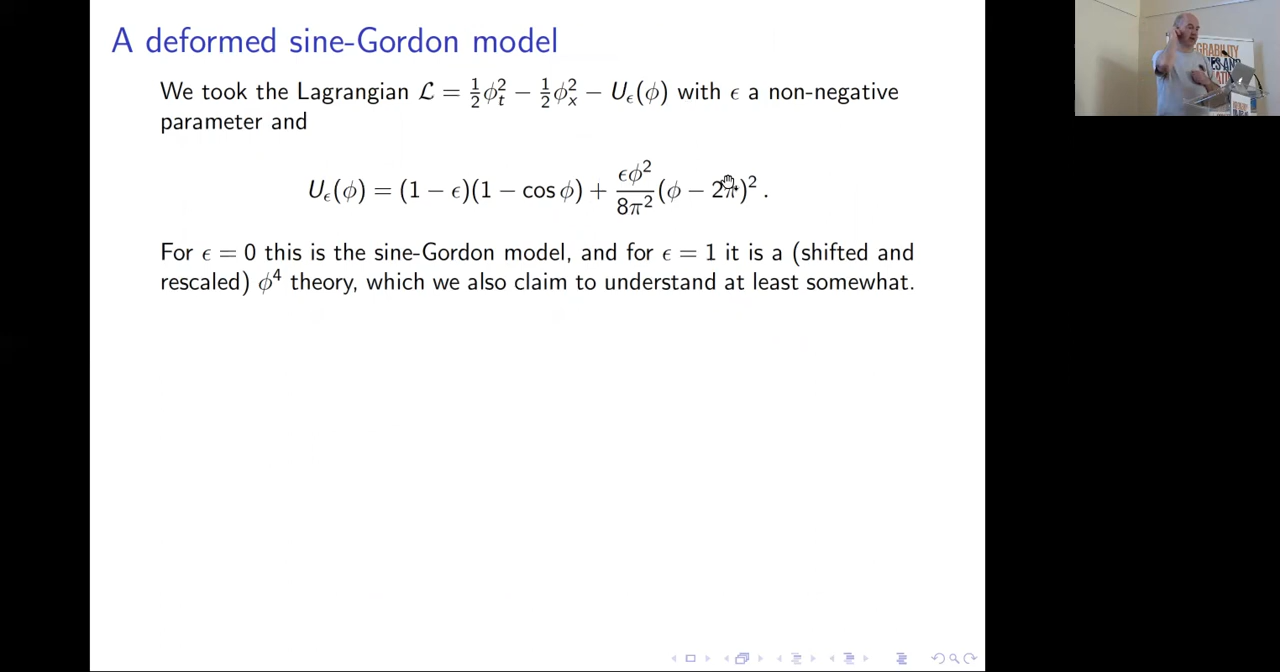 A deformed sine-Gordon model
We took the Lagrangian ℒ = ½ϕₜ² − ½ϕₓ² − U_ϵ(ϕ) with ϵ a non-negative
parameter and
U_ϵ(ϕ) = (1 − ϵ)(1 − cos ϕ) + ϵϕ²/8π² (ϕ − 2π)² .
For ϵ = 0 this is the sine-Gordon model, and for ϵ = 1 it is a (shifted and
rescaled) ϕ⁴ theory, which we also claim to understand at least somewhat.